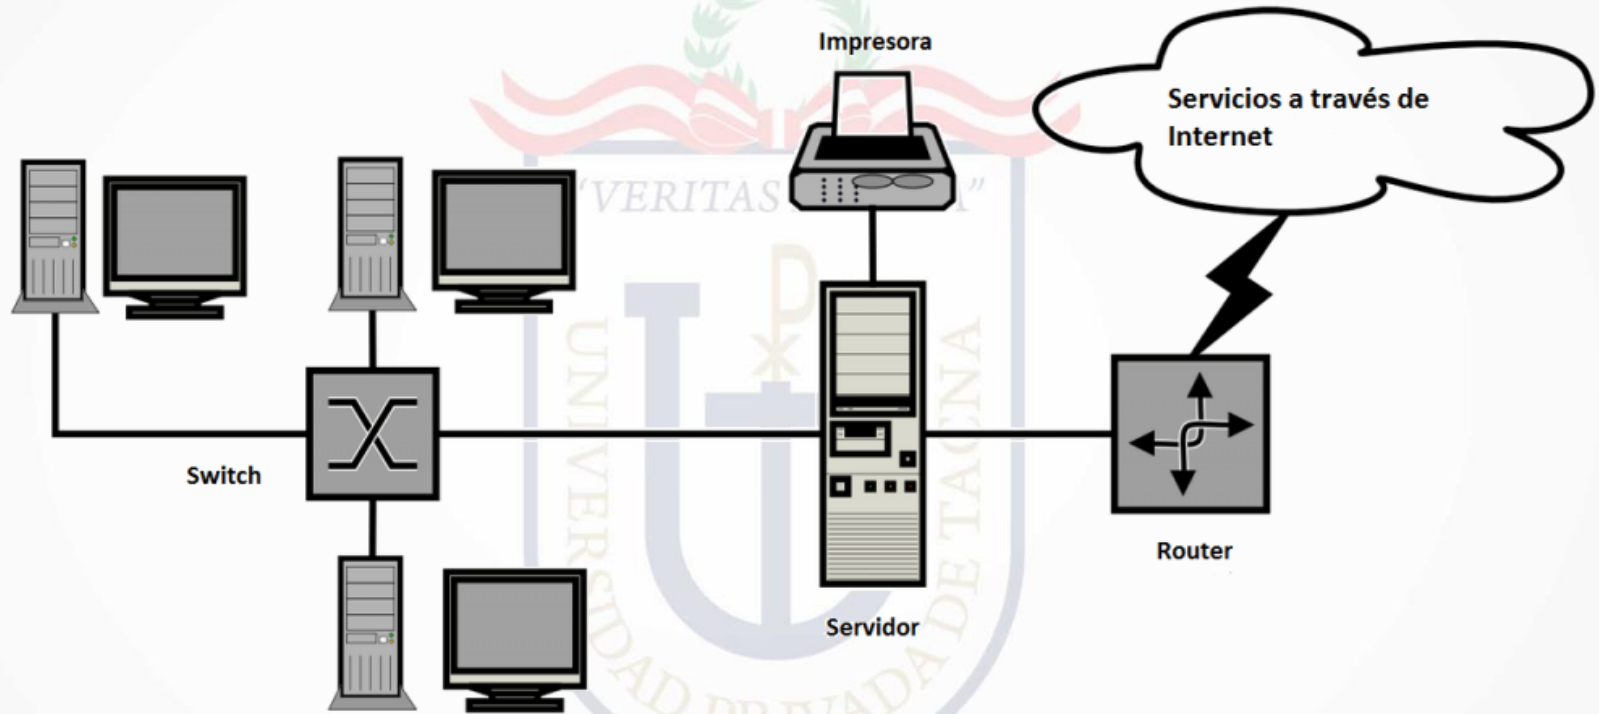 Impresora
Servicios a través de
Internet
"VERITAS
UNIVERSIDAD PRIVADA DE TACNA
Switch
Router
Servidor